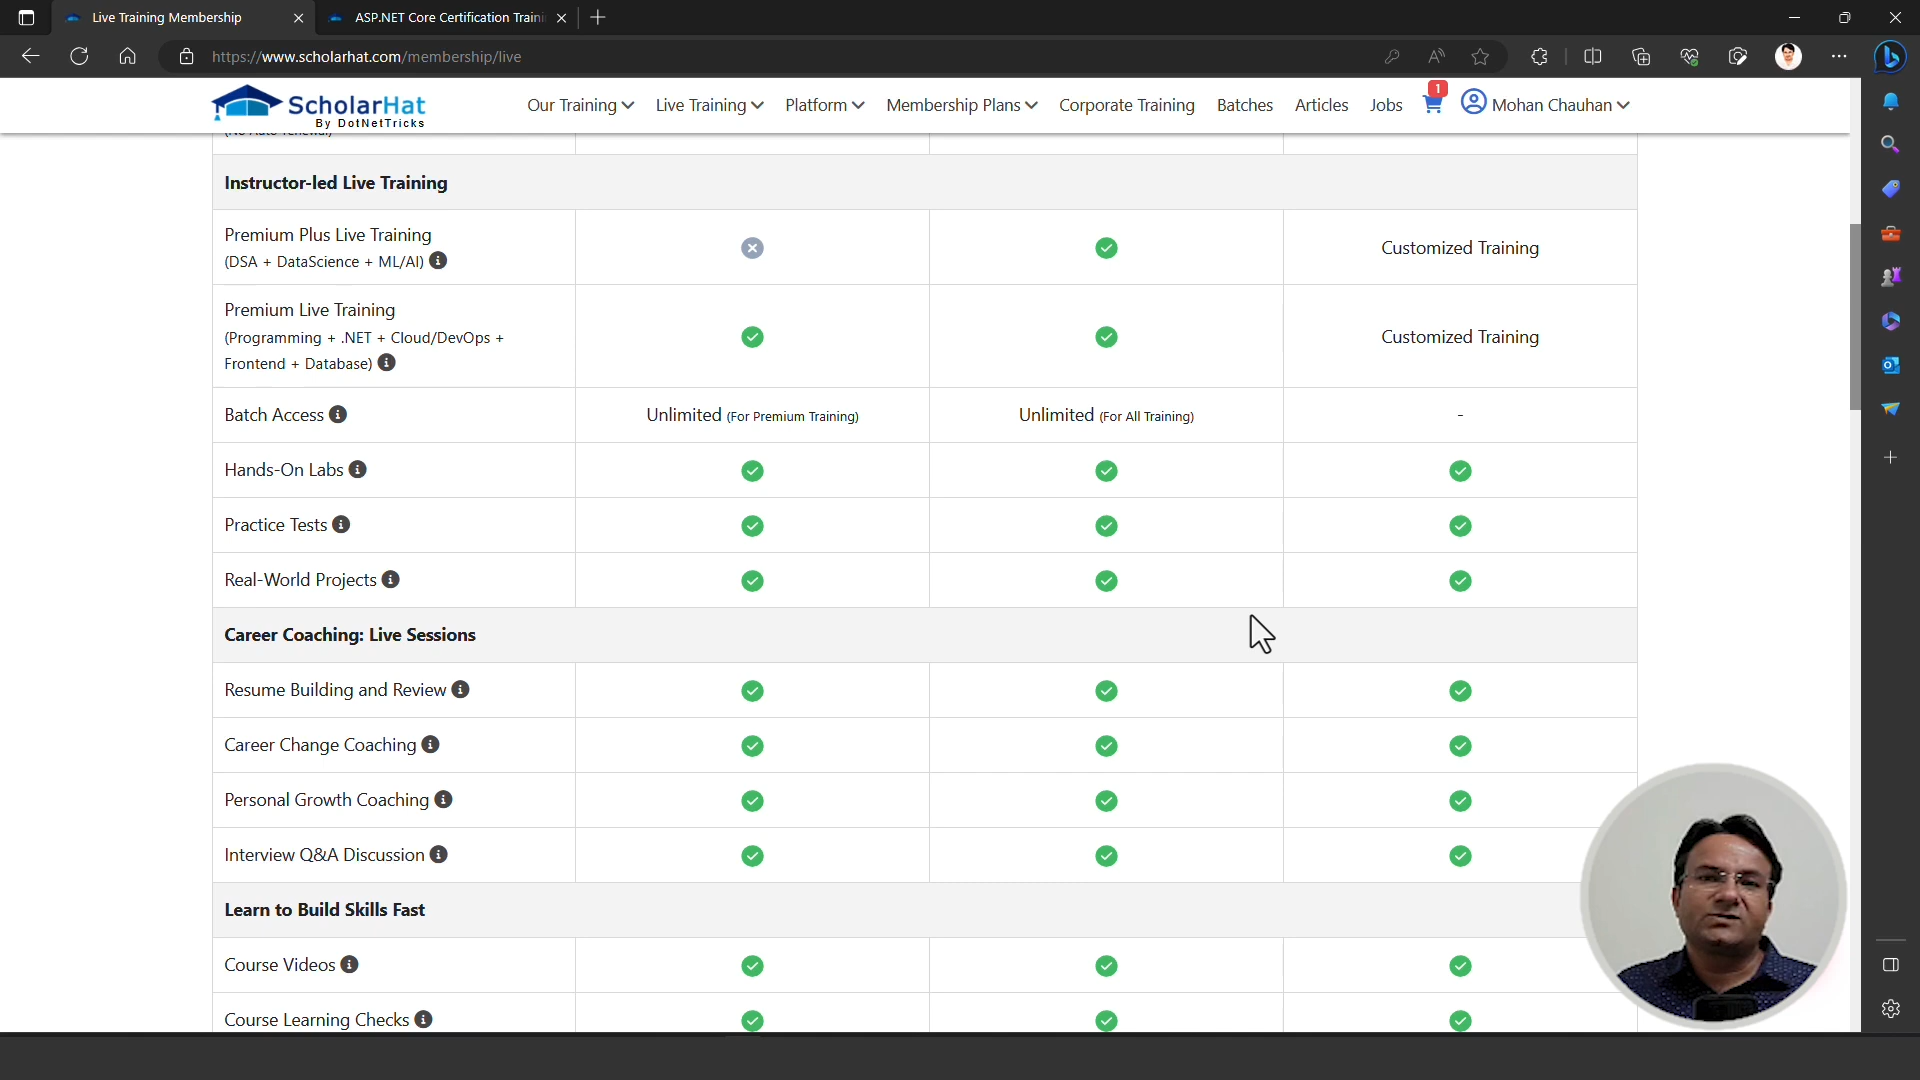 Live Training Membership
ASP.NET Core Certification Traini
https://www.scholarhat.com/membership/live
ScholarHat
By DotNetTricks
Our Training
Live Training
Platform
Membership Plans
Corporate Training
Batches
Articles
Jobs
1
Mohan Chauhan
(No Auto-renewal)
Instructor-led Live Training
Premium Plus Live Training
(DSA + DataScience + ML/AI)
Customized Training
Premium Live Training
(Programming + .NET + Cloud/DevOps +
Frontend + Database)
Customized Training
Batch Access
Unlimited (For Premium Training)
Unlimited (For All Training)
-
Hands-On Labs
Practice Tests
Real-World Projects
Career Coaching: Live Sessions
Resume Building and Review
Career Change Coaching
Personal Growth Coaching
Interview Q&A Discussion
Learn to Build Skills Fast
Course Videos
Course Learning Checks